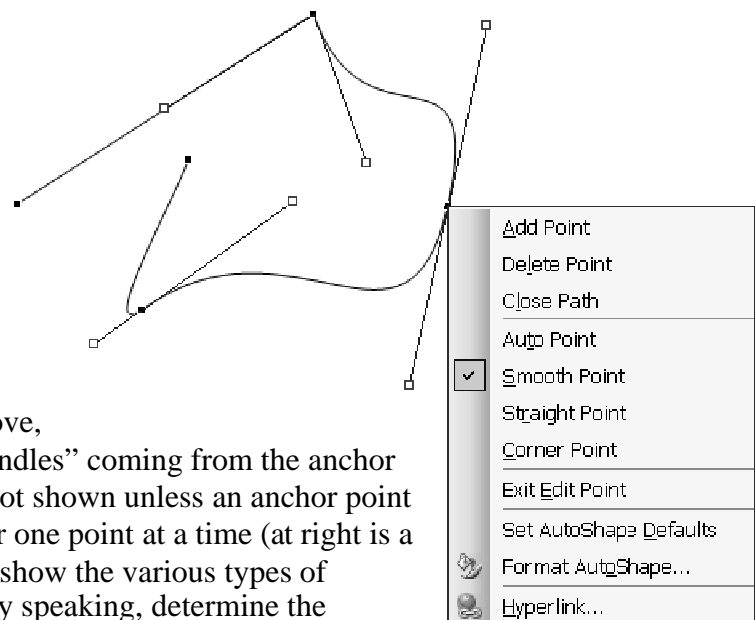 Add Point
Delete Point
Close Path
Auto Point
Smooth Point
Straight Point
Corner Point
Exit Edit Point
Set AutoShape Defaults
Format AutoShape...
Hyperlink...
ove,
ndles” coming from the anchor
ot shown unless an anchor point
r one point at a time (at right is a
show the various types of
y speaking, determine the